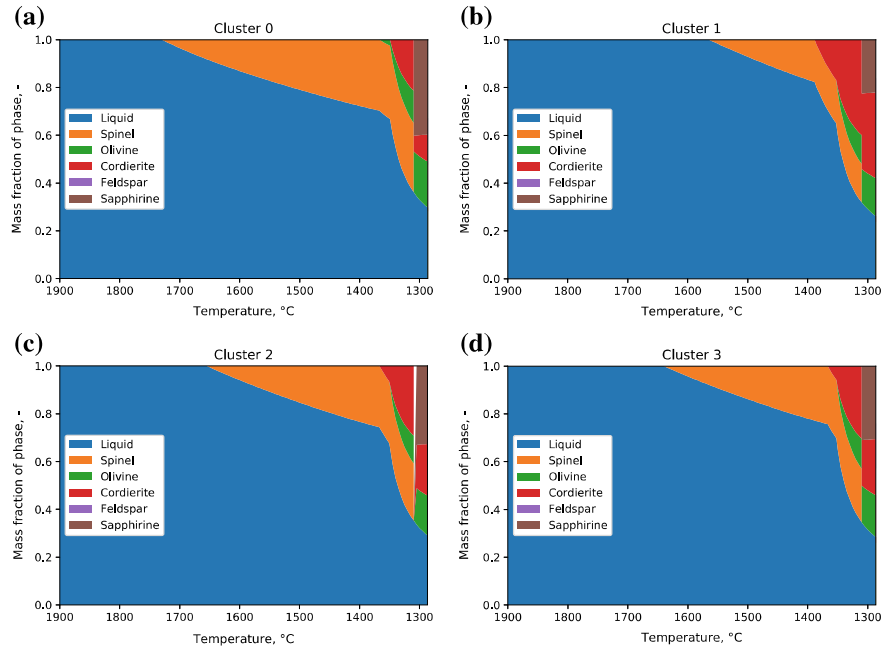 (a)
Cluster 0
1.0
0.8
0.6
0.4
0.2
0.0
Mass fraction of phase, -
Liquid
Spinel
Olivine
Cordierite
Feldspar
Sapphirine
1900 1800 1700 1600 1500 1400 1300
Temperature, °C
(b)
Cluster 1
1.0
0.8
0.6
0.4
0.2
0.0
Mass fraction of phase, -
Liquid
Spinel
Olivine
Cordierite
Feldspar
Sapphirine
1900 1800 1700 1600 1500 1400 1300
Temperature, °C
(c)
Cluster 2
1.0
0.8
0.6
0.4
0.2
0.0
Mass fraction of phase, -
Liquid
Spinel
Olivine
Cordierite
Feldspar
Sapphirine
1900 1800 1700 1600 1500 1400 1300
Temperature, °C
(d)
Cluster 3
1.0
0.8
0.6
0.4
0.2
0.0
Mass fraction of phase, -
Liquid
Spinel
Olivine
Cordierite
Feldspar
Sapphirine
1900 1800 1700 1600 1500 1400 1300
Temperature, °C